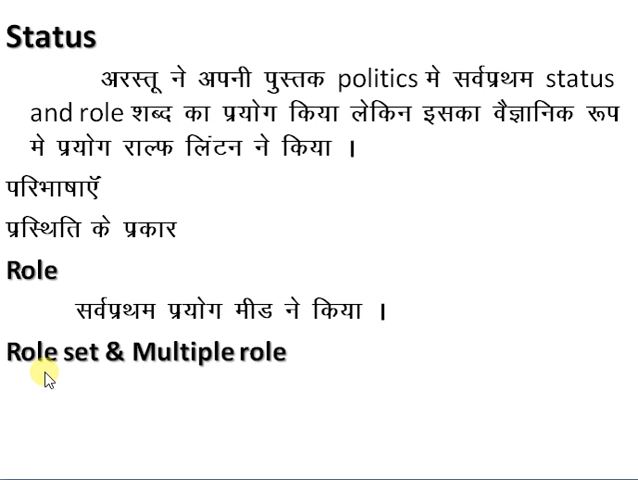 Status
अरस्तू ने अपनी पुस्तक politics मे सर्वप्रथम status
and role शब्द का प्रयोग किया लेकिन इसका वैज्ञानिक रूप
मे प्रयोग राल्फ लिंटन ने किया ।
परिभाषाऍं
प्रस्थिति के प्रकार
Role
सर्वप्रथम प्रयोग मीड ने किया ।
Role set & Multiple role